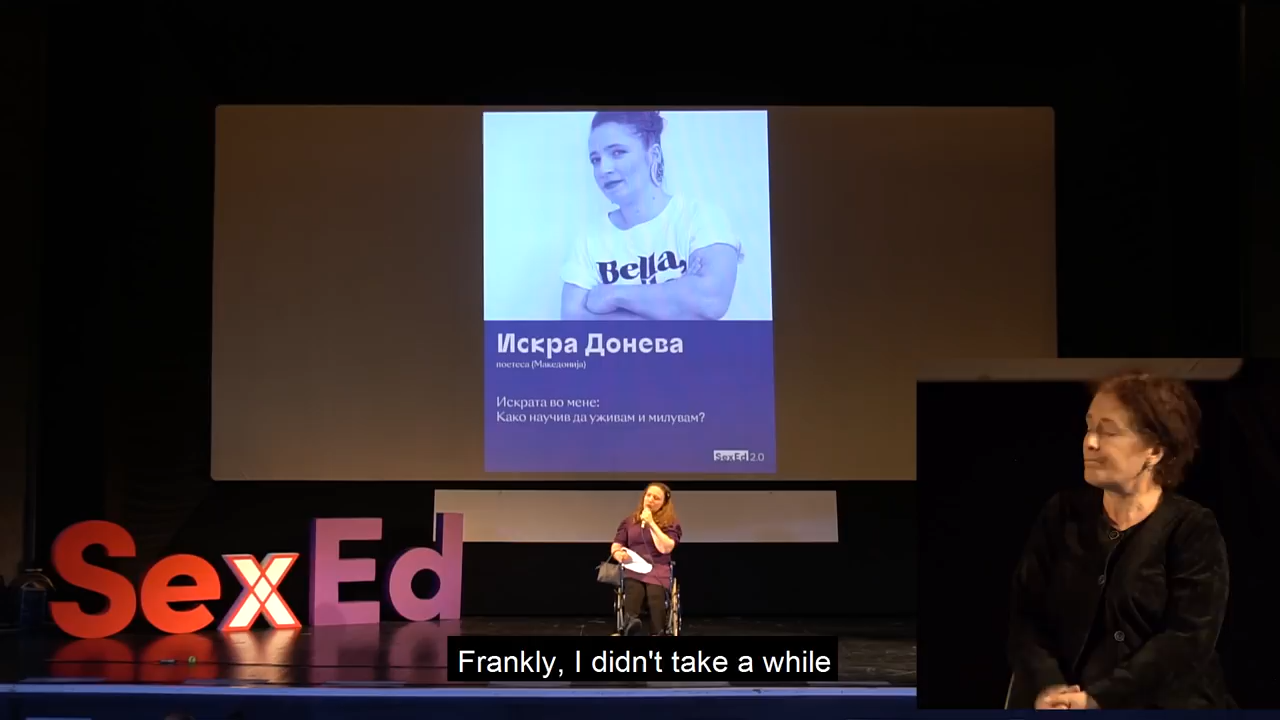 Bella,
Искра Донева
поетеса (Македонија)
Искрата во мене:
Како научив да уживам и милувам?
SexEd 2.0
SexEd
Frankly, I didn't take a while